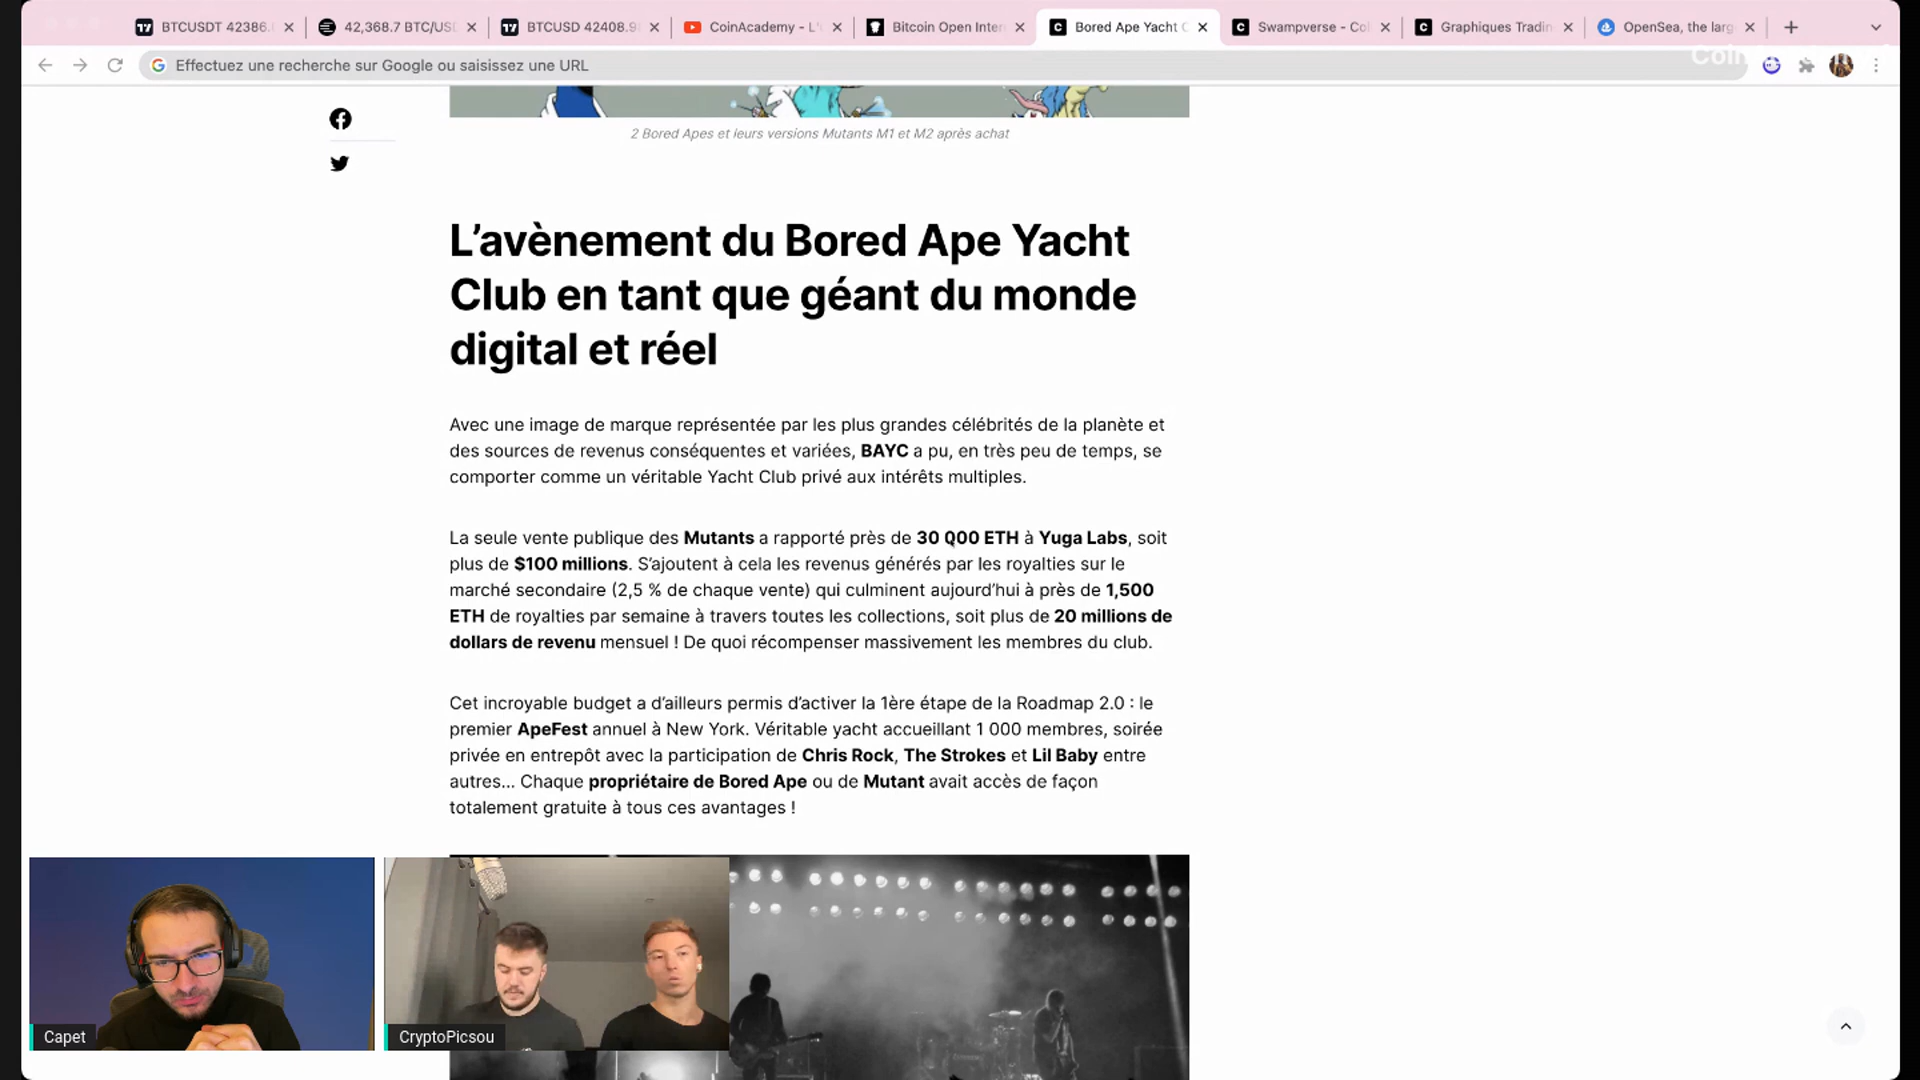 BTCUSDT 42386.
42,368.7 BTC/USD
BTCUSD 42408.9
CoinAcademy - L'
Bitcoin Open Inter
Bored Ape Yacht C
Swampverse - Col
Graphiques Tradin
OpenSea, the larg
Effectuez une recherche sur Google ou saisissez une URL
Coin
2 Bored Apes et leurs versions Mutants M1 et M2 après achat
L’avènement du Bored Ape Yacht
Club en tant que géant du monde
digital et réel
Avec une image de marque représentée par les plus grandes célébrités de la planète et
des sources de revenus conséquentes et variées, BAYC a pu, en très peu de temps, se
comporter comme un véritable Yacht Club privé aux intérêts multiples.
La seule vente publique des Mutants a rapporté près de 30 000 ETH à Yuga Labs, soit
plus de $100 millions. S’ajoutent à cela les revenus générés par les royalties sur le
marché secondaire (2,5 % de chaque vente) qui culminent aujourd’hui à près de 1,500
ETH de royalties par semaine à travers toutes les collections, soit plus de 20 millions de
dollars de revenu mensuel ! De quoi récompenser massivement les membres du club.
Cet incroyable budget a d’ailleurs permis d’activer la 1ère étape de la Roadmap 2.0 : le
premier ApeFest annuel à New York. Véritable yacht accueillant 1 000 membres, soirée
privée en entrepôt avec la participation de Chris Rock, The Strokes et Lil Baby entre
autres… Chaque propriétaire de Bored Ape ou de Mutant avait accès de façon
totalement gratuite à tous ces avantages !
Capet
CryptoPicsou